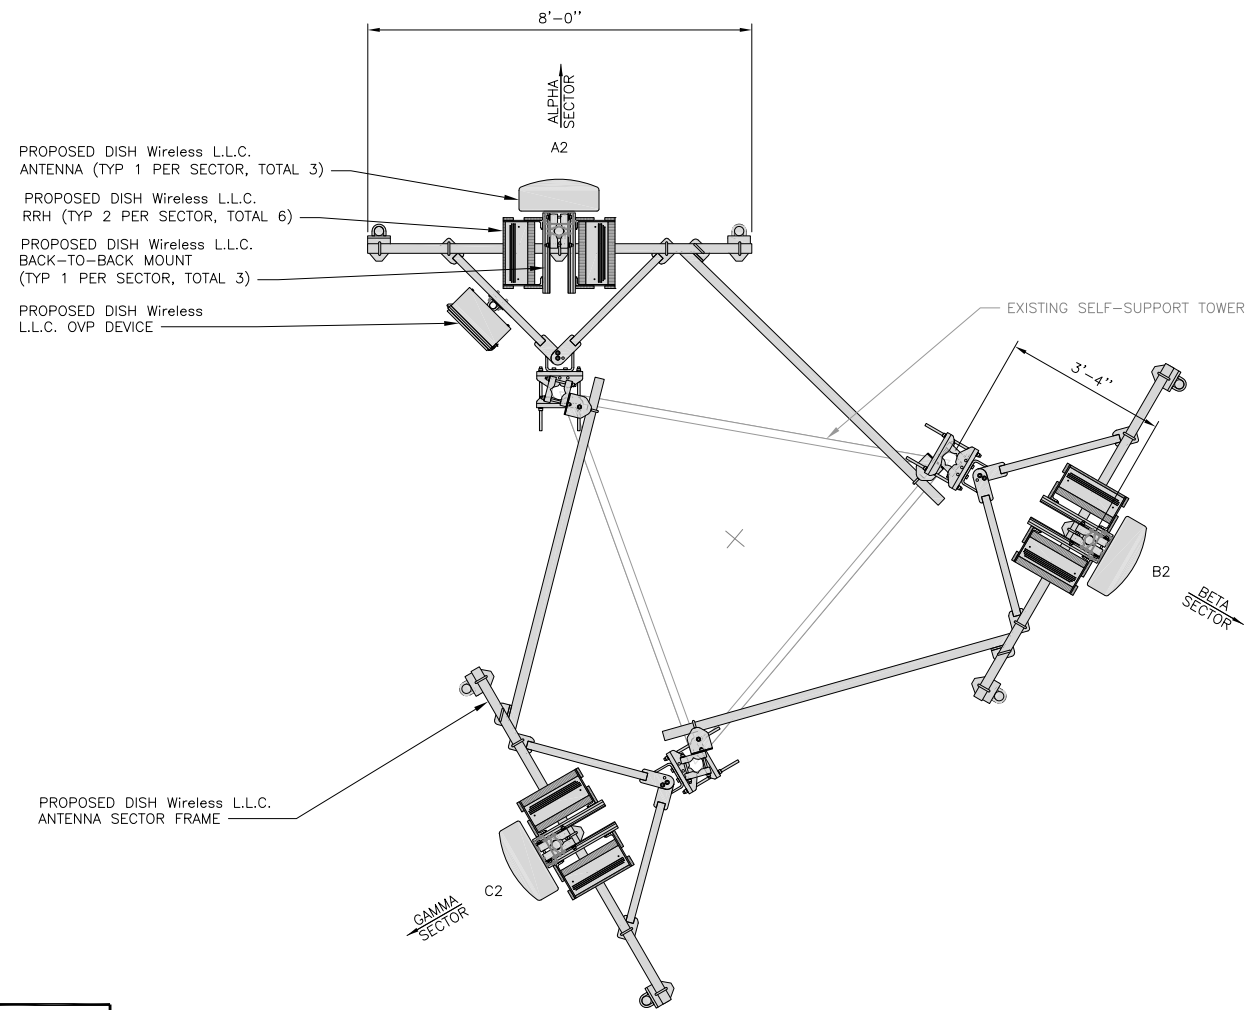 8'-0"
ALPHA
SECTOR
A2
PROPOSED DISH Wireless L.L.C.
ANTENNA (TYP 1 PER SECTOR, TOTAL 3)
PROPOSED DISH Wireless L.L.C.
RRH (TYP 2 PER SECTOR, TOTAL 6)
PROPOSED DISH Wireless L.L.C.
BACK-TO-BACK MOUNT
(TYP 1 PER SECTOR, TOTAL 3)
PROPOSED DISH Wireless
L.L.C. OVP DEVICE
EXISTING SELF-SUPPORT TOWER
3'-4"
B2
BETA
SECTOR
PROPOSED DISH Wireless L.L.C.
ANTENNA SECTOR FRAME
C2
GAMMA
SECTOR